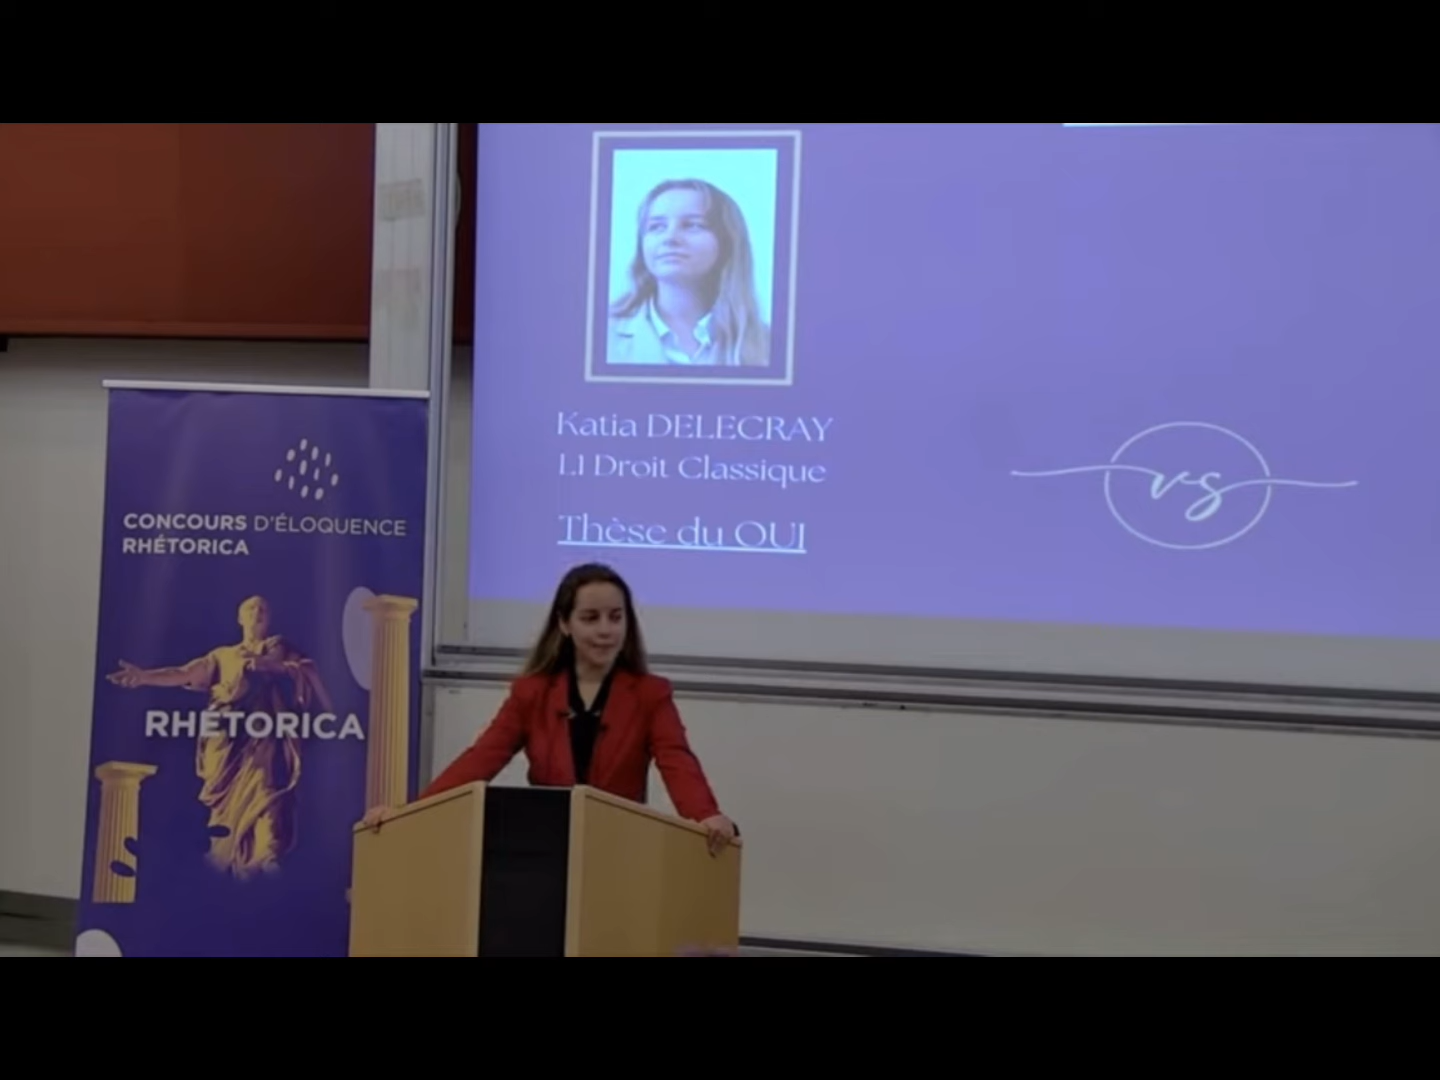 Katia DELECRAY
L1 Droit Classique
Thèse du OUI
vs
CONCOURS D'ÉLOQUENCE
RHÉTORICA
RHÉTORICA